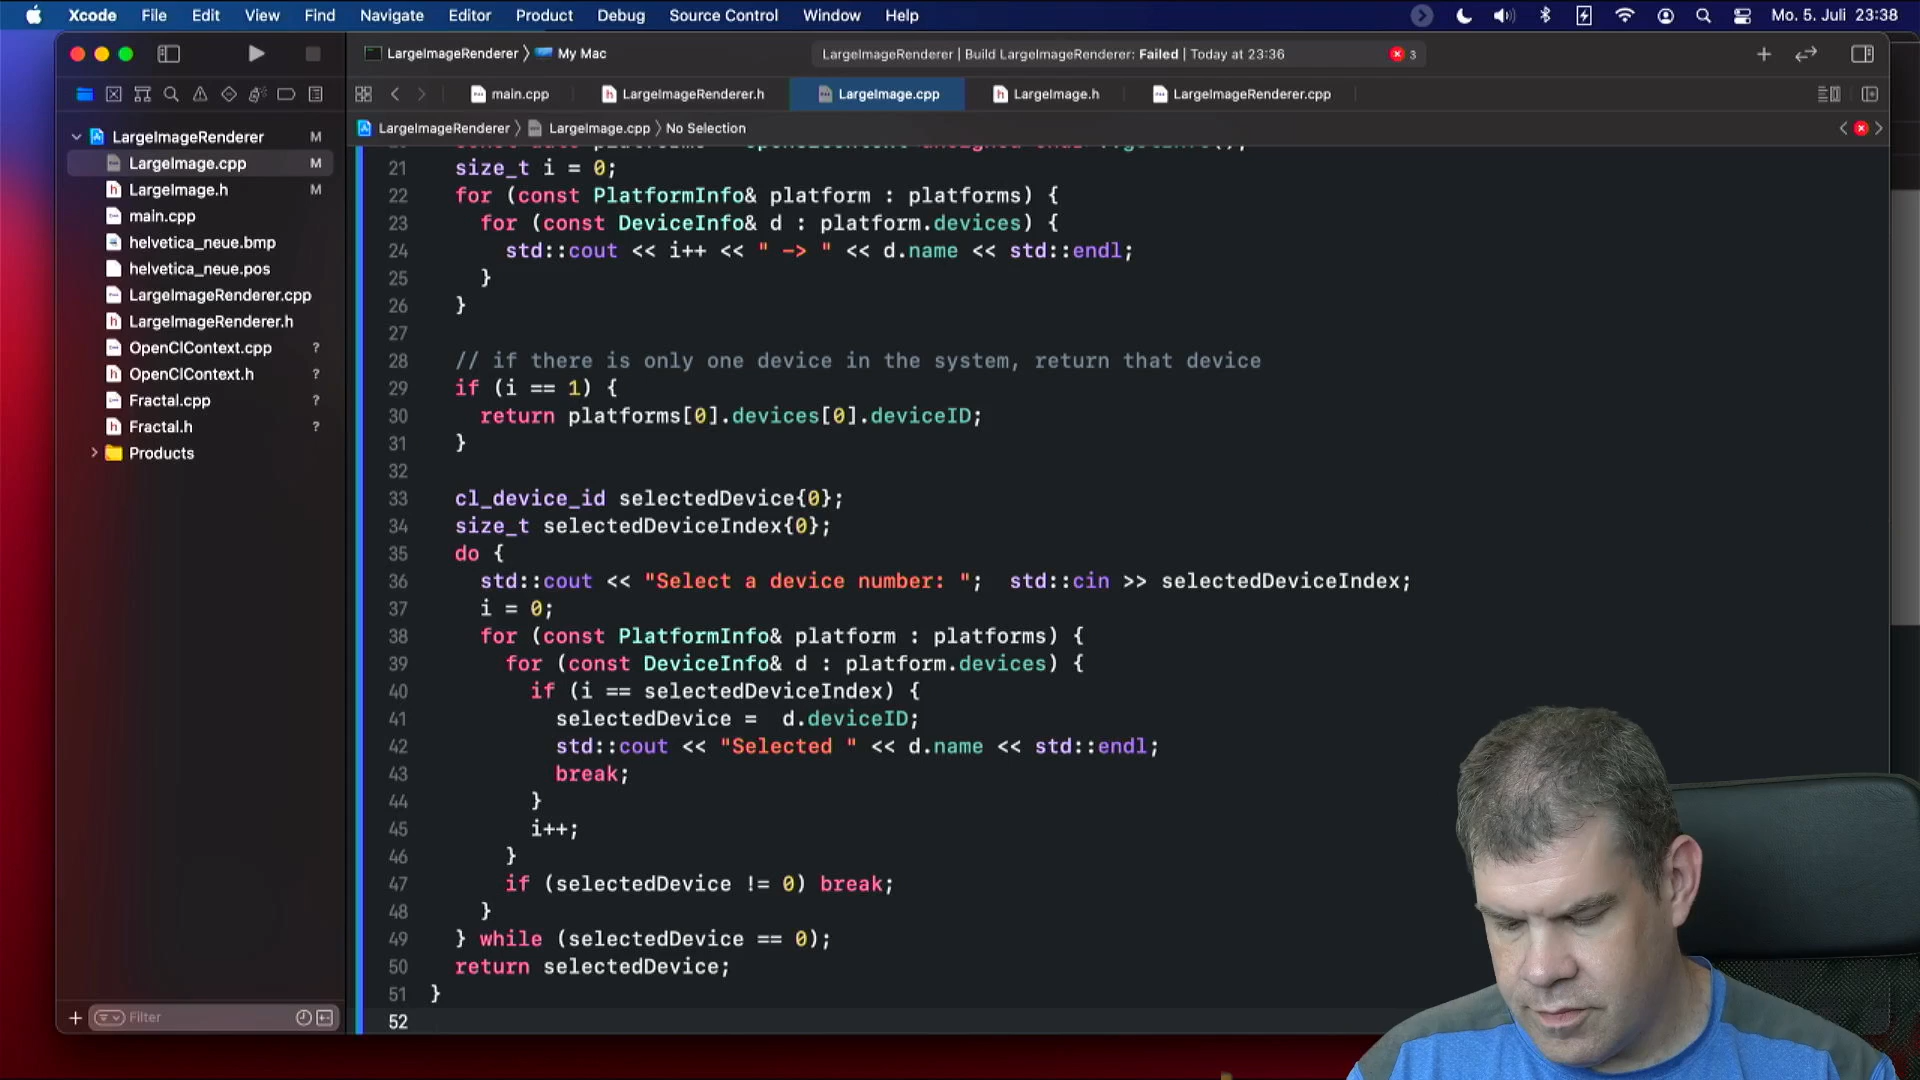 Xcode File Edit View Find Navigate Editor Product Debug Source Control Window Help Mo. 5. Juli 23:38
LargeImageRenderer My Mac LargeImageRenderer | Build LargeImageRenderer: Failed | Today at 23:36 3
main.cpp LargeImageRenderer.h LargeImage.cpp LargeImage.h LargeImageRenderer.cpp
LargeImageRenderer LargeImage.cpp No Selection
LargeImageRenderer M
LargeImage.cpp M
LargeImage.h M
main.cpp
helvetica_neue.bmp
helvetica_neue.pos
LargeImageRenderer.cpp
LargeImageRenderer.h
OpenClContext.cpp ?
OpenClContext.h ?
Fractal.cpp ?
Fractal.h ?
Products
Filter
21 size_t i = 0;
22 for (const PlatformInfo& platform : platforms) {
23 for (const DeviceInfo& d : platform.devices) {
24 std::cout << i++ << " -> " << d.name << std::endl;
25 }
26 }
27
28 // if there is only one device in the system, return that device
29 if (i == 1) {
30 return platforms[0].devices[0].deviceID;
31 }
32
33 cl_device_id selectedDevice{0};
34 size_t selectedDeviceIndex{0};
35 do {
36 std::cout << "Select a device number: "; std::cin >> selectedDeviceIndex;
37 i = 0;
38 for (const PlatformInfo& platform : platforms) {
39 for (const DeviceInfo& d : platform.devices) {
40 if (i == selectedDeviceIndex) {
41 selectedDevice = d.deviceID;
42 std::cout << "Selected " << d.name << std::endl;
43 break;
44 }
45 i++;
46 }
47 if (selectedDevice != 0) break;
48 }
49 } while (selectedDevice == 0);
50 return selectedDevice;
51 }
52